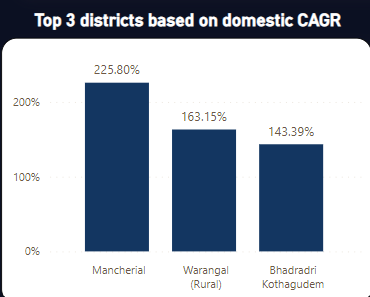 Top 3 districts based on domestic CAGR
225.80%
200%
163.15%
143.39%
100%
0%
Mancherial
Warangal
(Rural)
Bhadradri
Kothagudem